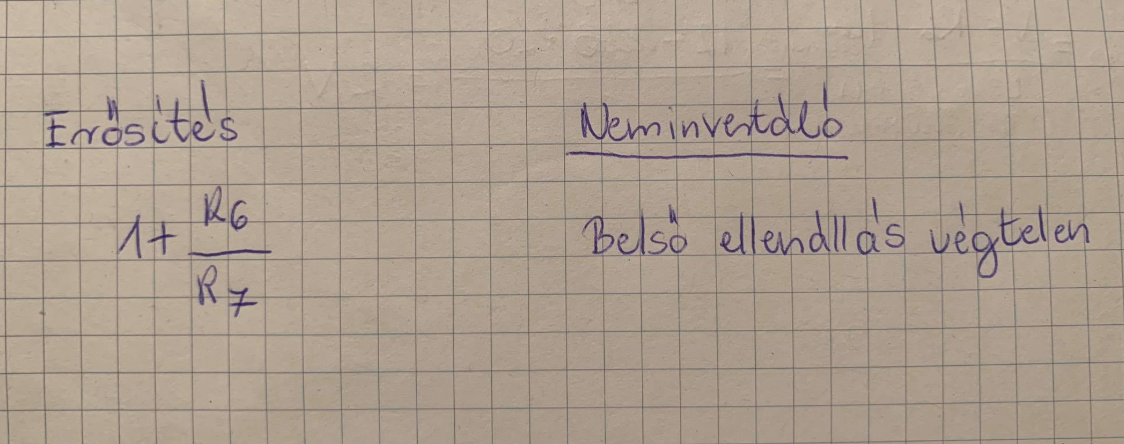 Erősítés
1+ R6
R7
Neminvertáló
Belső ellenállás végtelen